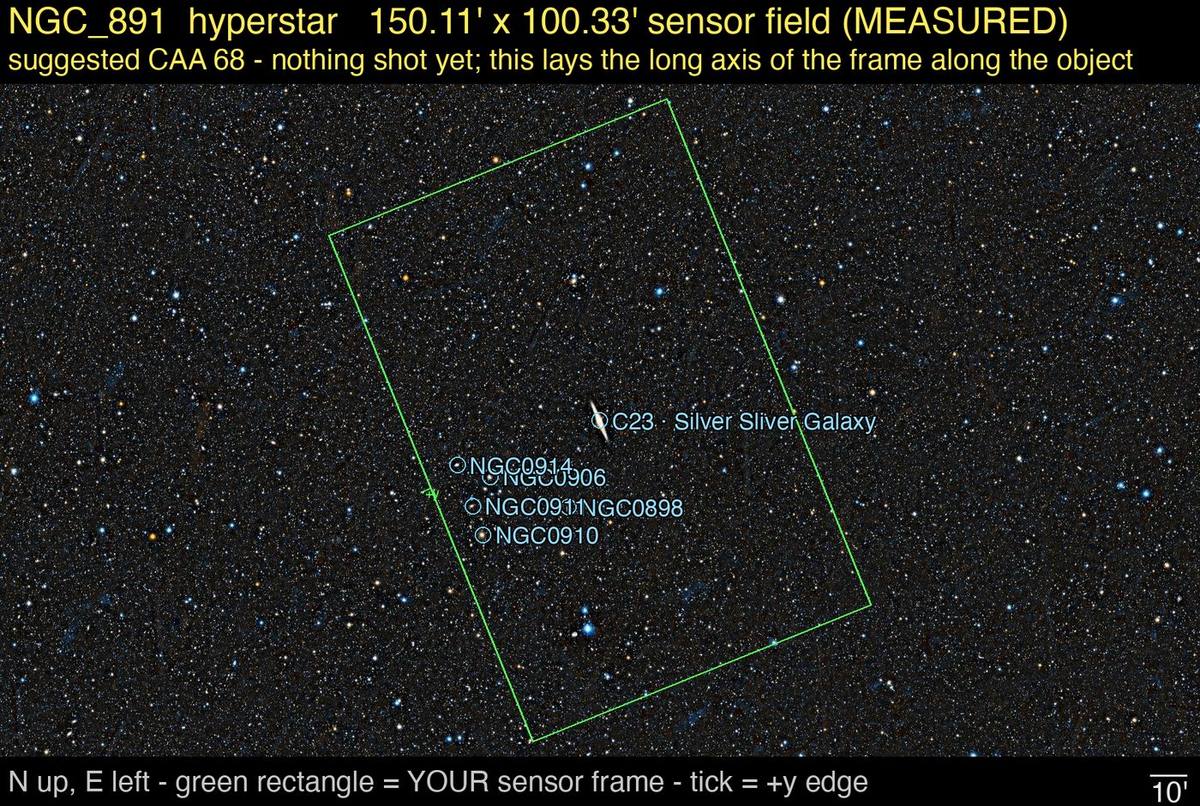 NGC_891 hyperstar 150.11' x 100.33' sensor field (MEASURED)
suggested CAA 68 - nothing shot yet; this lays the long axis of the frame along the object
C23 · Silver Sliver Galaxy
NGC0914
NGC0906
NGC0911
NGC0898
NGC0910
N up, E left - green rectangle = YOUR sensor frame - tick = +y edge
10'